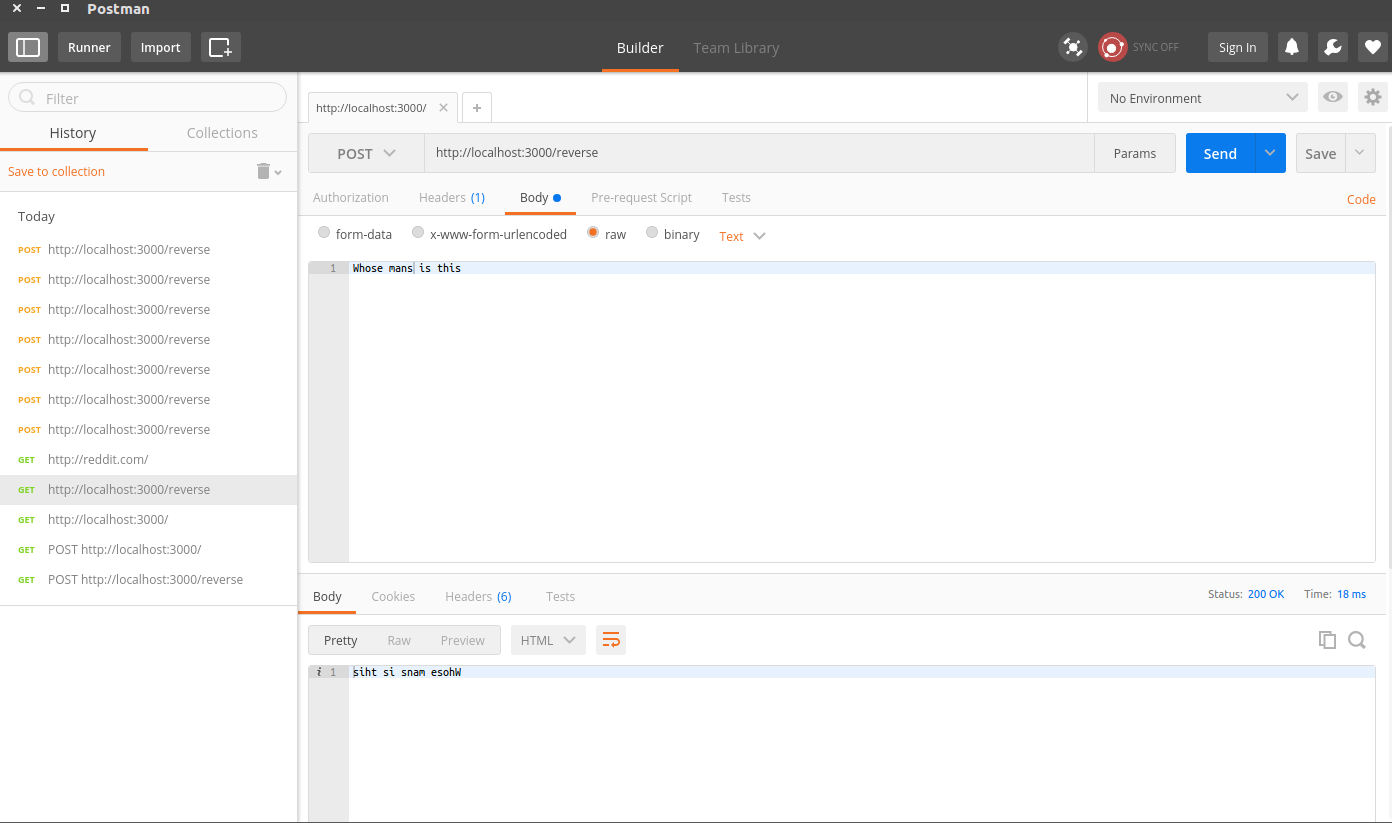 Postman
Runner Import Builder Team Library SYNC OFF Sign In
Filter
History Collections
Save to collection
Today
POST http://localhost:3000/reverse
POST http://localhost:3000/reverse
POST http://localhost:3000/reverse
POST http://localhost:3000/reverse
POST http://localhost:3000/reverse
POST http://localhost:3000/reverse
POST http://localhost:3000/reverse
GET http://reddit.com/
GET http://localhost:3000/reverse
GET http://localhost:3000/
GET POST http://localhost:3000/
GET POST http://localhost:3000/reverse
http://localhost:3000/ No Environment
POST http://localhost:3000/reverse Params Send Save
Authorization Headers (1) Body Pre-request Script Tests Code
form-data x-www-form-urlencoded raw binary Text
1 Whose mans is this
Body Cookies Headers (6) Tests Status: 200 OK Time: 18 ms
Pretty Raw Preview HTML
i 1 siht si snam esohW